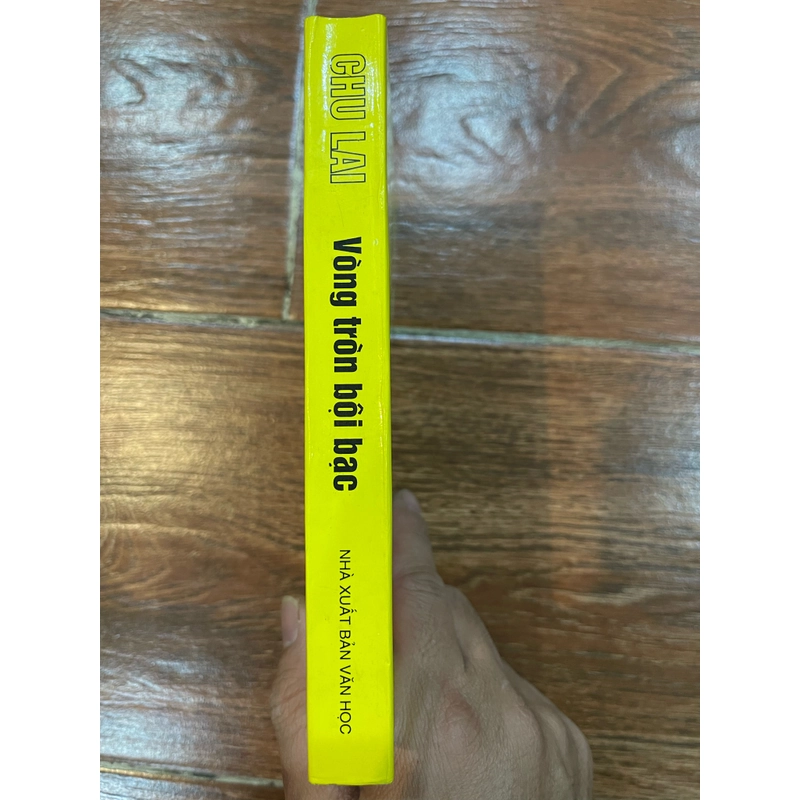 CHU LAI
Vòng tròn bội bạc
NHÀ XUẤT BẢN VĂN HỌC